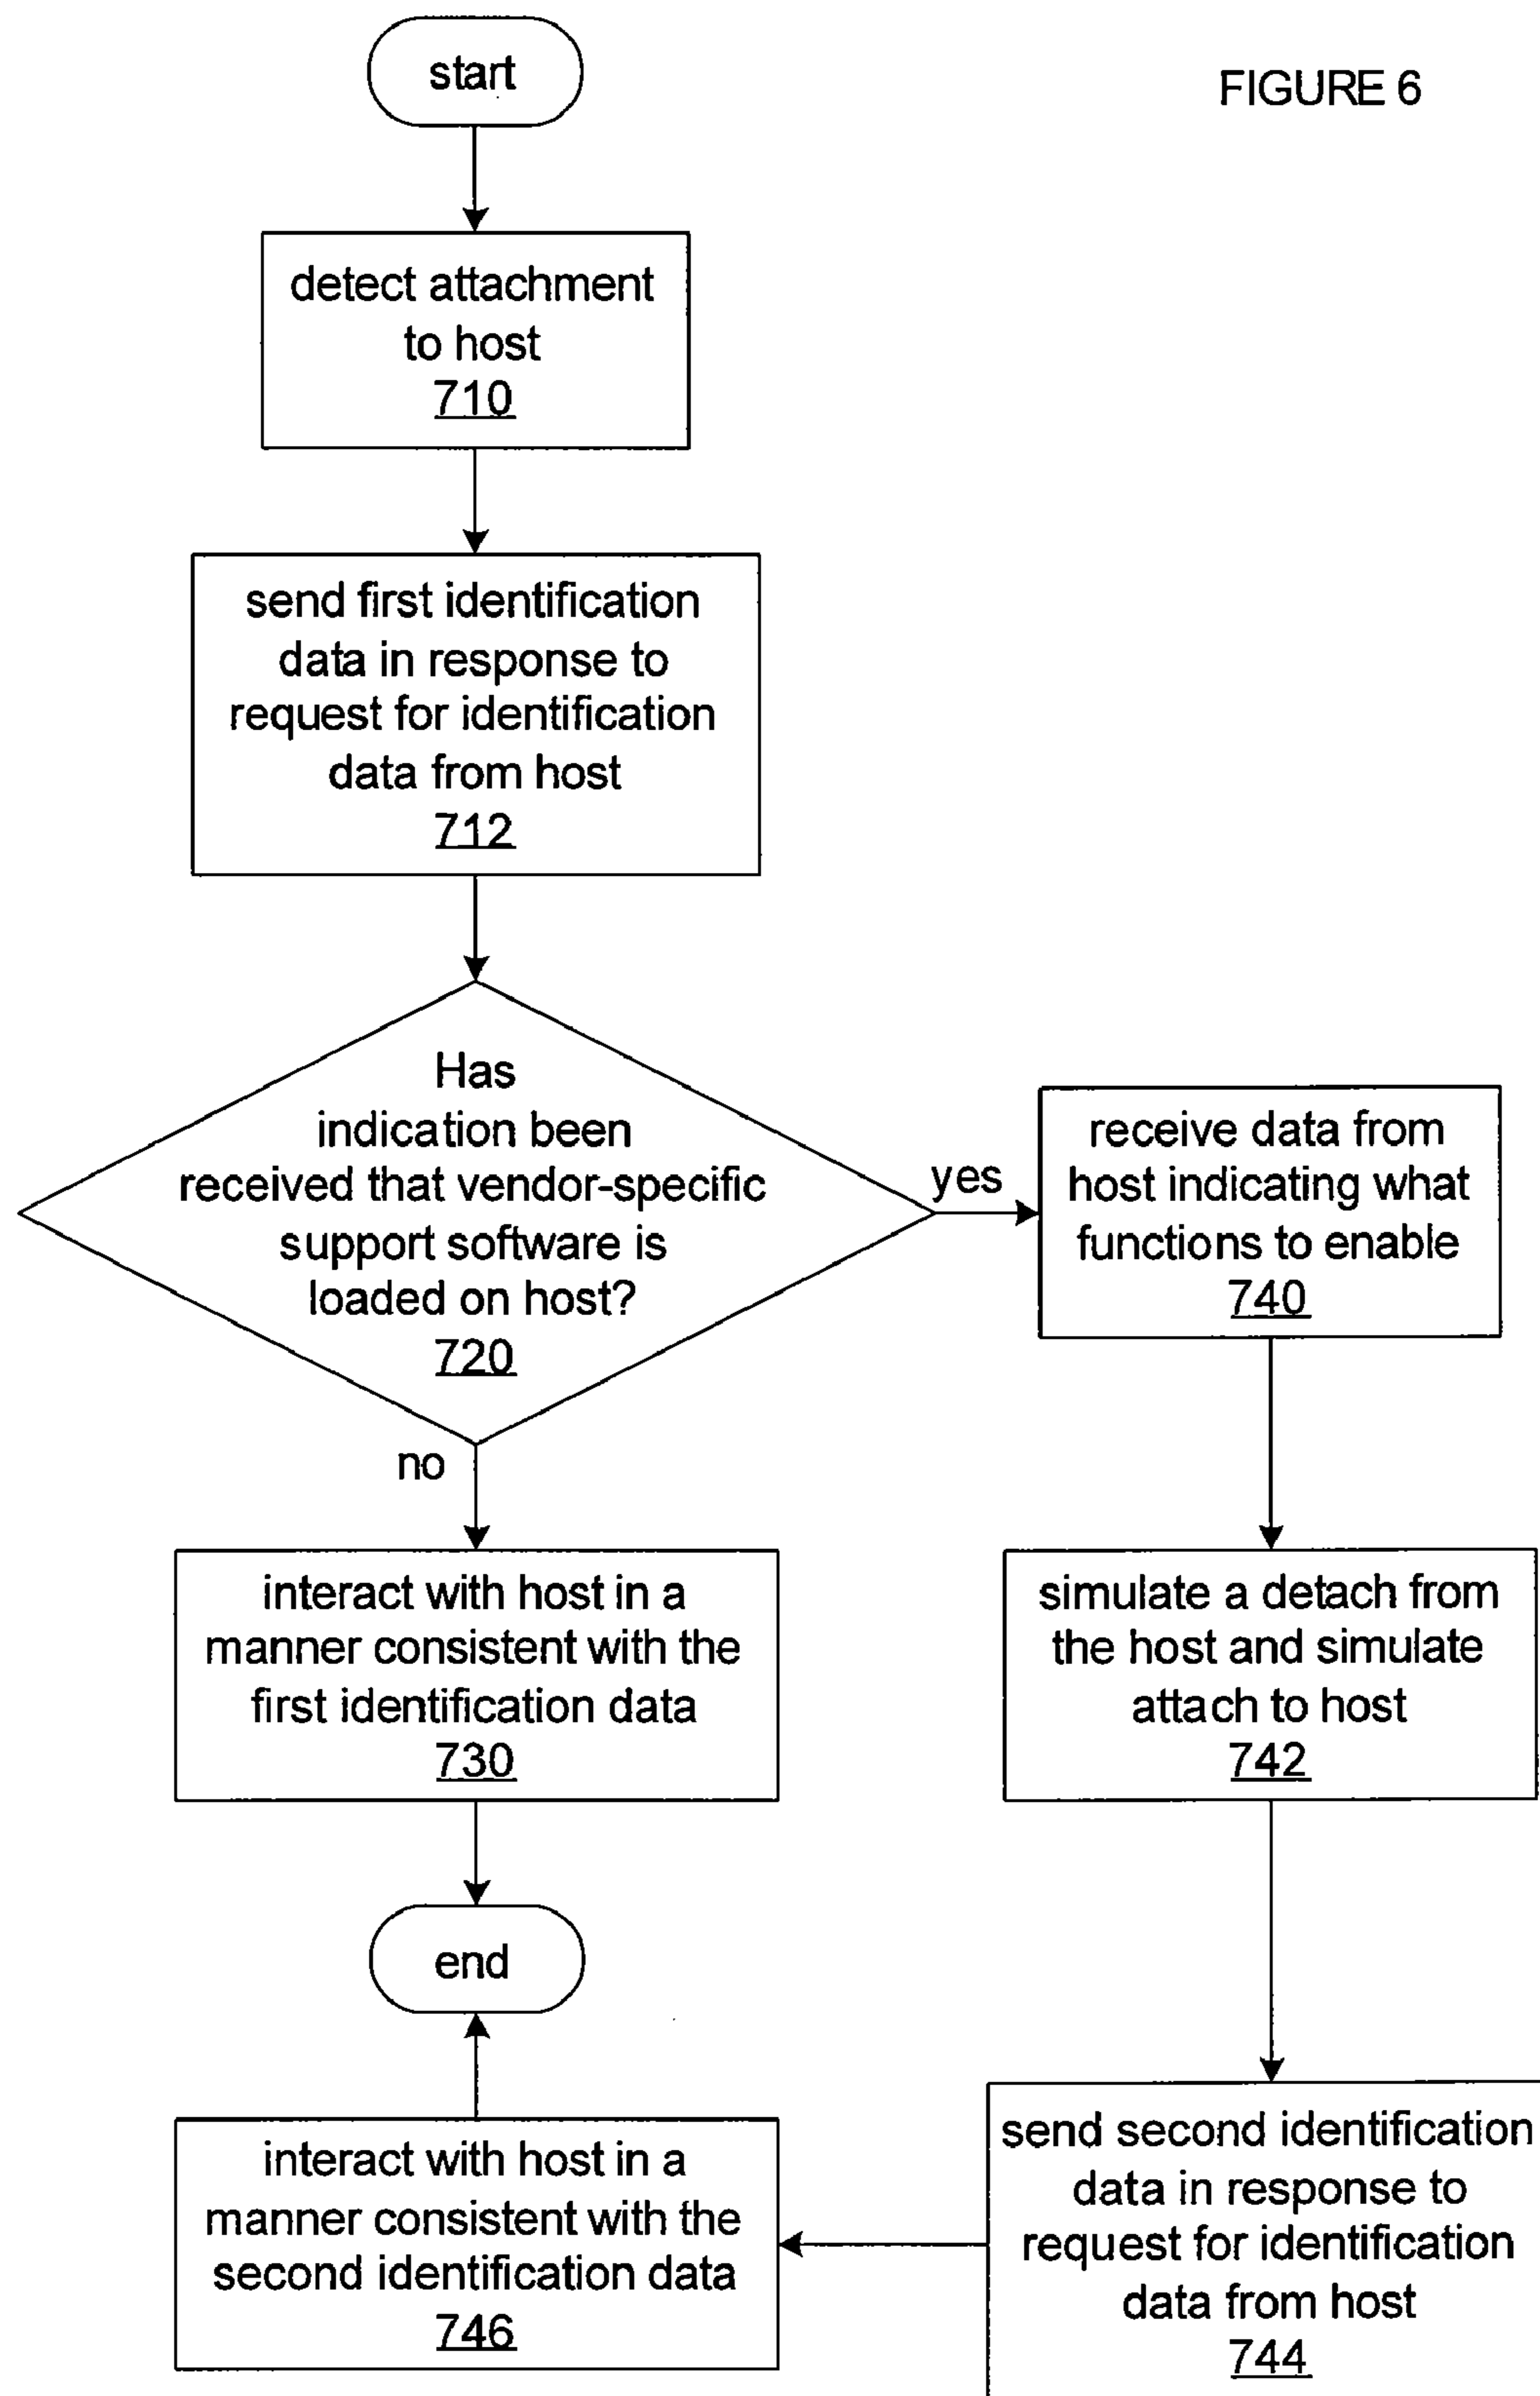 start
FIGURE 6
detect attachment
to host
710
send first identification
data in response to
request for identification
data from host
712
Has
indication been
received that vendor-specific
support software is
loaded on host?
720
yes
receive data from
host indicating what
functions to enable
740
no
interact with host in a
manner consistent with the
first identification data
730
simulate a detach from
the host and simulate
attach to host
742
end
send second identification
data in response to
request for identification
data from host
744
interact with host in a
manner consistent with the
second identification data
746